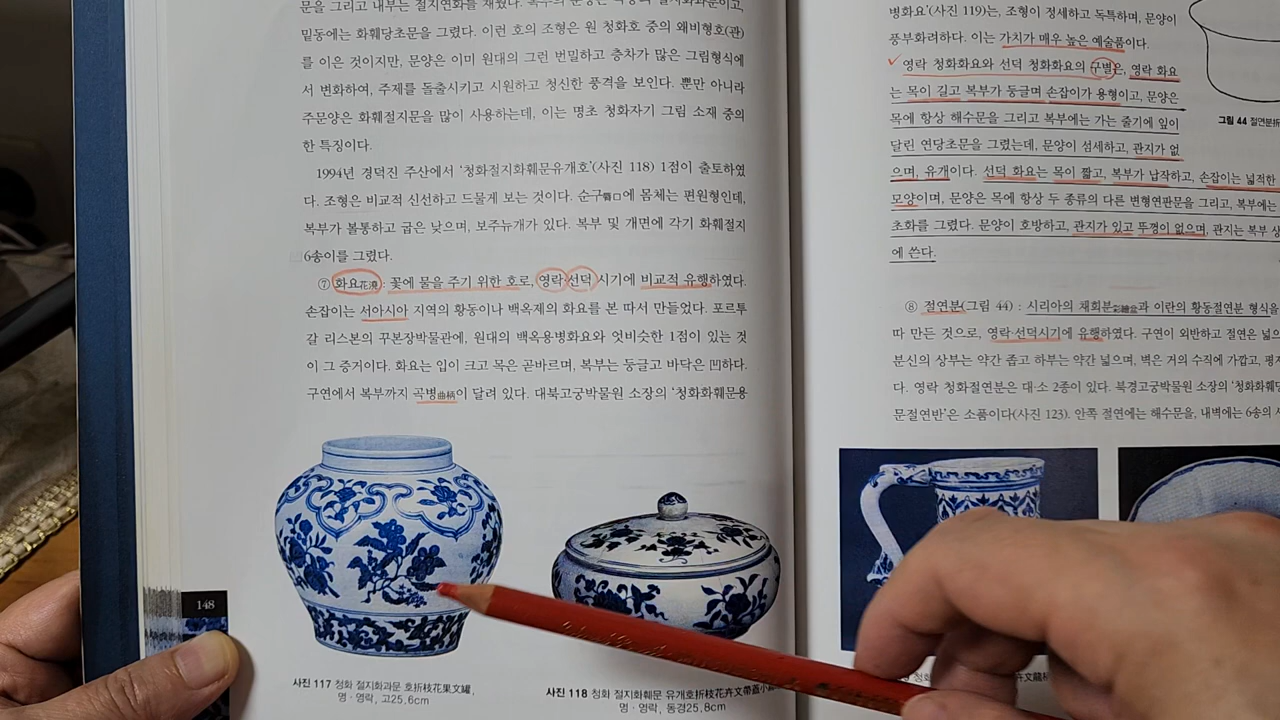 문을 그리고 내부는 절지연화를 채웠다. 복부의 문양은
밑동에는 화훼당초문을 그렸다. 이런 호의 조형은 원 청화호 중의 왜비형호(관)
를 이은 것이지만, 문양은 이미 원대의 그런 번밀하고 층차가 많은 그림형식에
서 변화하여, 주제를 돌출시키고 시원하고 청신한 풍격을 보인다. 뿐만 아니라
주문양은 화훼절지문을 많이 사용하는데, 이는 명초 청화자기 그림 소재 중의
한 특징이다.
1994년 경덕진 주산에서 '청화절지화훼문유개호'(사진 118) 1점이 출토하였
다. 조형은 비교적 신선하고 드물게 보는 것이다. 순구脣口에 몸체는 편원형인데,
복부가 볼통하고 굽은 낮으며, 보주뉴개가 있다. 복부 및 개면에 각기 화훼절지
6송이를 그렸다.
⑦ 화요花澆 : 꽃에 물을 주기 위한 호로, 영락·선덕 시기에 비교적 유행하였다.
손잡이는 서아시아 지역의 황동이나 백옥제의 화요를 본 따서 만들었다. 포르투
갈 리스본의 꾸본장박물관에, 원대의 백옥용병화요와 엇비슷한 1점이 있는 것
이 그 증거이다. 화요는 입이 크고 목은 곧바르며, 복부는 둥글고 바닥은 凹하다.
구연에서 복부까지 곡병曲柄이 달려 있다. 대북고궁박물원 소장의 '청화화훼문용
사진 117 청화 절지화과문 호折枝花果文罐,
明·영락, 고25.6cm
사진 118 청화 절지화훼문 유개호折枝花卉文帶蓋小
明·영락, 동경25.8cm
148
병화요'(사진 119)는, 조형이 정세하고 독특하며, 문양이
풍부화려하다. 이는 가치가 매우 높은 예술품이다.
영락 청화화요와 선덕 청화화요의 구별은, 영락 화요
는 목이 길고 복부가 둥글며 손잡이가 용형이고, 문양은
목에 항상 해수문을 그리고 복부에는 가는 줄기에 잎이
달린 연당초문을 그렸는데, 문양이 섬세하고, 관지가 없
으며, 유개이다. 선덕 화요는 목이 짧고, 복부가 납작하고, 손잡이는 넓적한
모양이며, 문양은 목에 항상 두 종류의 다른 변형연판문을 그리고, 복부에는
초화를 그렸다. 문양이 호방하고, 관지가 있고 뚜껑이 없으며, 관지는 복부 상
에 쓴다.
그림 44 절연분折
⑧ 절연분(그림 44) : 시리아의 채회분彩繪盆과 이란의 황동절연분 형식을
따 만든 것으로, 영락·선덕시기에 유행하였다. 구연이 외반하고 절연은 넓으
분신의 상부는 약간 좁고 하부는 약간 넓으며, 벽은 거의 수직에 가깝고, 평저
다. 영락 청화절연분은 대·소 2종이 있다. 북경고궁박물원 소장의 '청화화훼당
문절연반'은 소품이다(사진 123). 안쪽 절연에는 해수문을, 내벽에는 6송이의 사